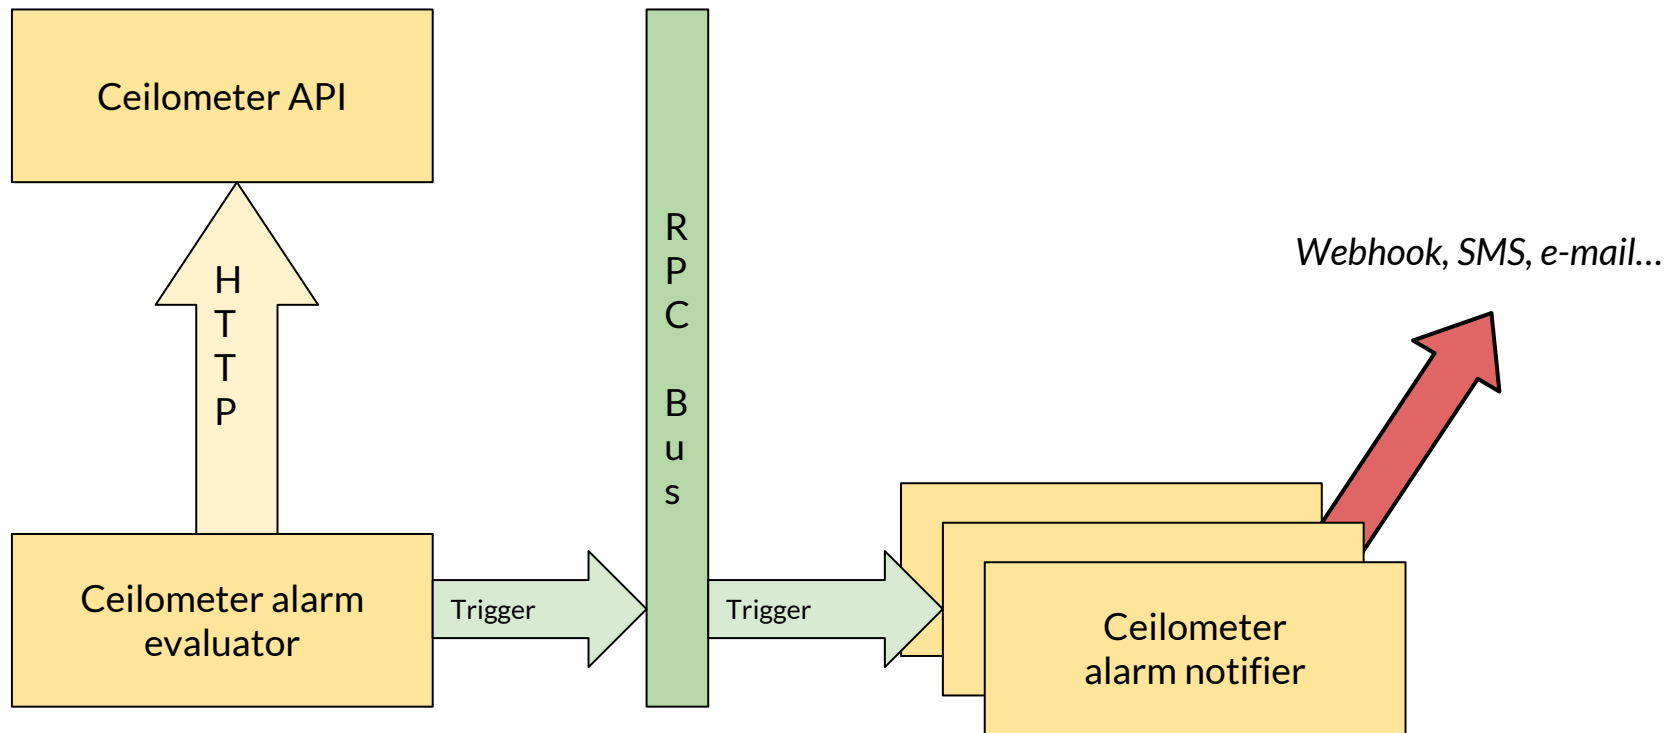 Ceilometer API
H
T
T
P
R
P
C
B
u
s
Webhook, SMS, e-mail...
Ceilometer alarm
evaluator
Trigger
Trigger
Ceilometer
alarm notifier